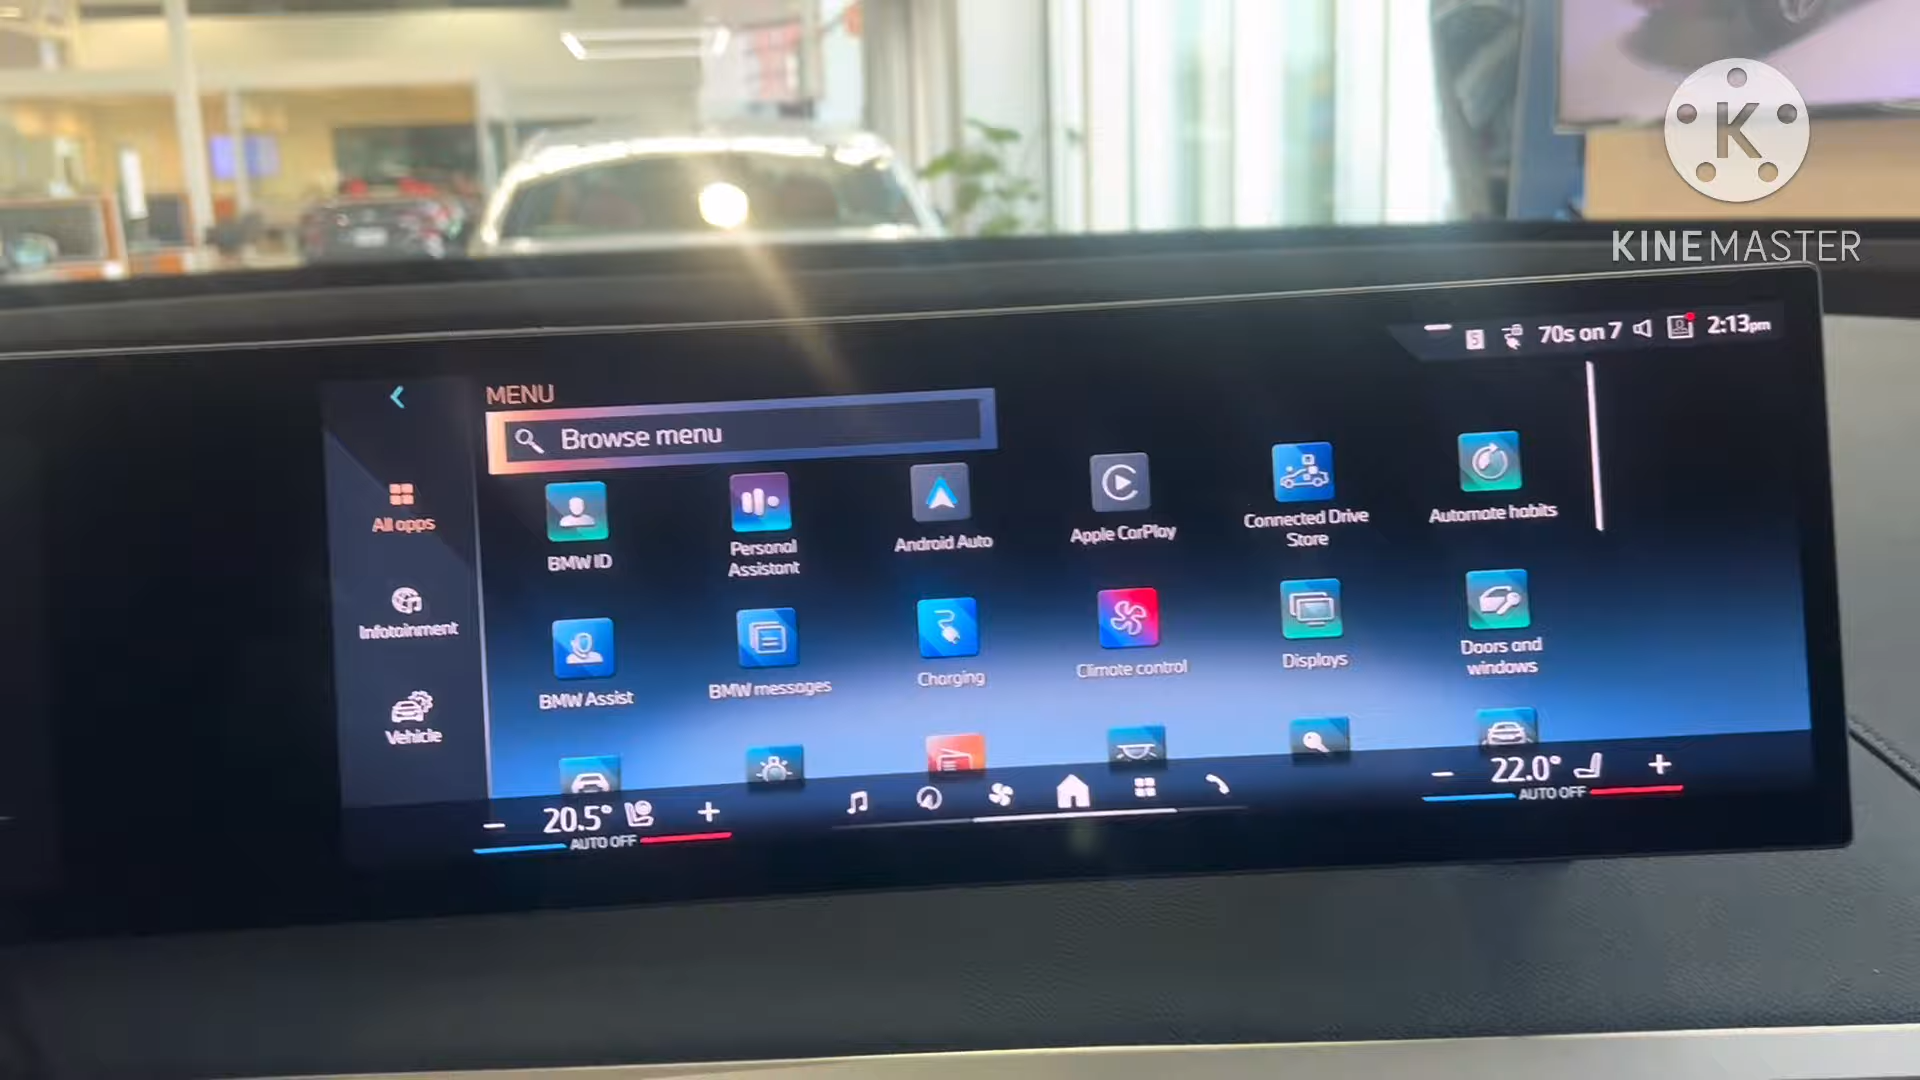 K
KINEMASTER
5 70s on 7 2:13pm
MENU
Browse menu
All apps
Infotainment
Vehicle
BMW ID
Personal
Assistant
Android Auto
Apple CarPlay
Connected Drive
Store
Automate habits
BMW Assist
BMW messages
Charging
Climate control
Displays
Doors and
windows
− 20.5° +
AUTO OFF
− 22.0° +
AUTO OFF